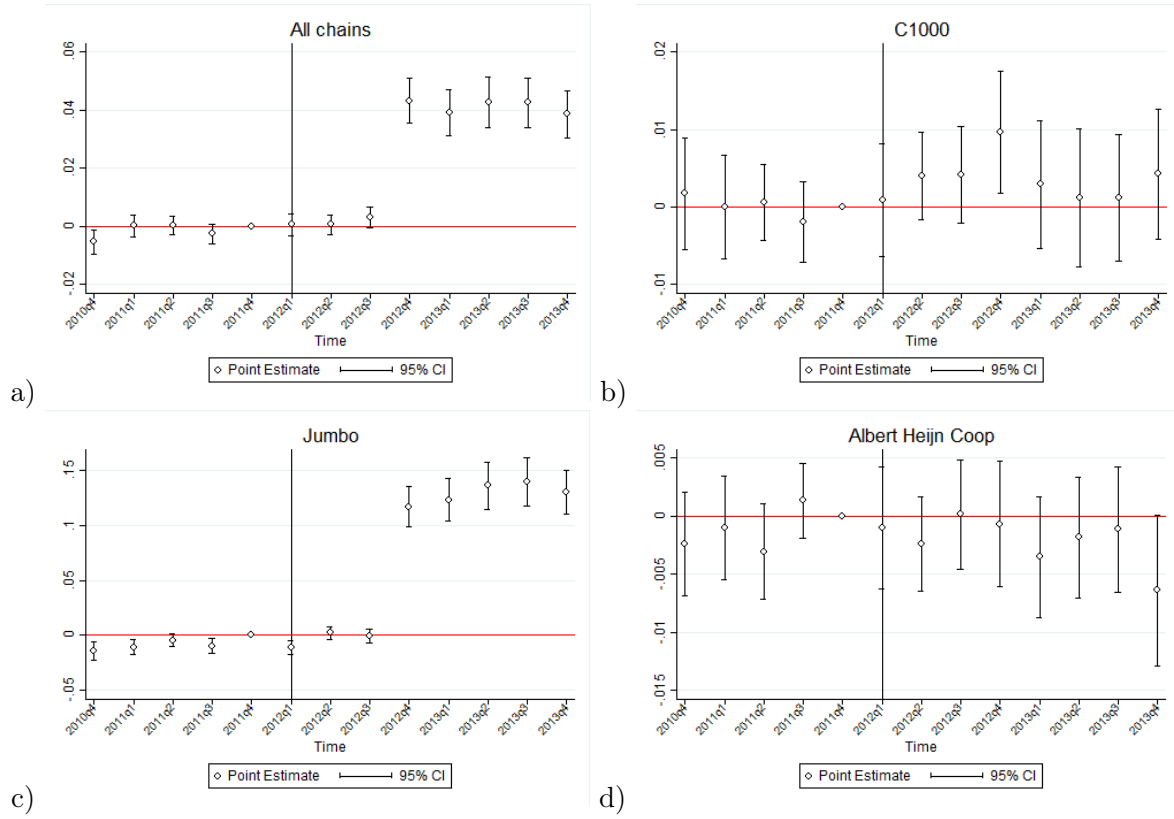 All chains
.06
.04
.02
0
-.02
2010q4 2011q1 2011q2 2011q3 2011q4 2012q1 2012q2 2012q3 2012q4 2013q1 2013q2 2013q3 2013q4
Time
Point Estimate 95% CI
a)
C1000
.02
.01
0
-.01
2010q4 2011q1 2011q2 2011q3 2011q4 2012q1 2012q2 2012q3 2012q4 2013q1 2013q2 2013q3 2013q4
Time
Point Estimate 95% CI
b)
Jumbo
.15
.1
.05
0
-.05
2010q4 2011q1 2011q2 2011q3 2011q4 2012q1 2012q2 2012q3 2012q4 2013q1 2013q2 2013q3 2013q4
Time
Point Estimate 95% CI
c)
Albert Heijn Coop
.005
0
-.005
-.01
-.015
2010q4 2011q1 2011q2 2011q3 2011q4 2012q1 2012q2 2012q3 2012q4 2013q1 2013q2 2013q3 2013q4
Time
Point Estimate 95% CI
d)